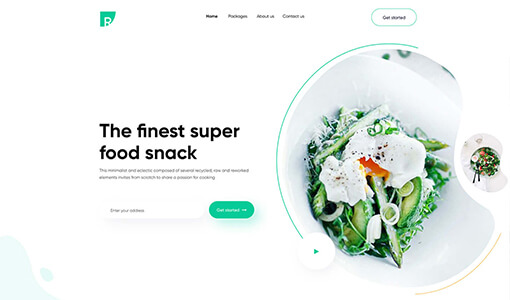 R
Home Packages About us Contact us Get started
The finest super
food snack
This minimalist and eclectic composed of several recycled, raw and reworked
elements invites from scratch to share a passion for cooking
Enter your address Get started